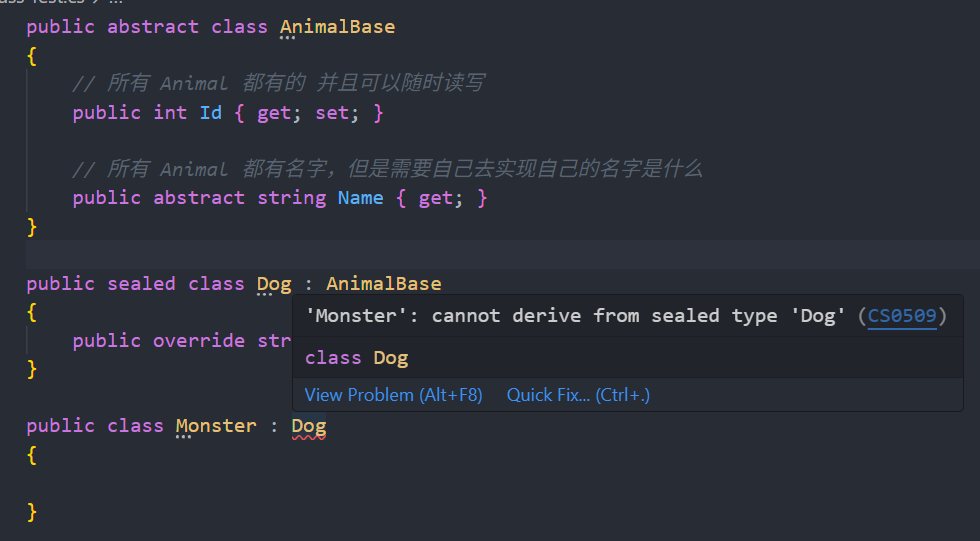 public abstract class AnimalBase
{
// 所有 Animal 都有的 并且可以随时读写
public int Id { get; set; }
// 所有 Animal 都有名字，但是需要自己去实现自己的名字是什么
public abstract string Name { get; }
}
public sealed class Dog : AnimalBase
{
'Monster': cannot derive from sealed type 'Dog' (CS0509)
public override str
class Dog
}
View Problem (Alt+F8) Quick Fix... (Ctrl+.)
public class Monster : Dog
{
}